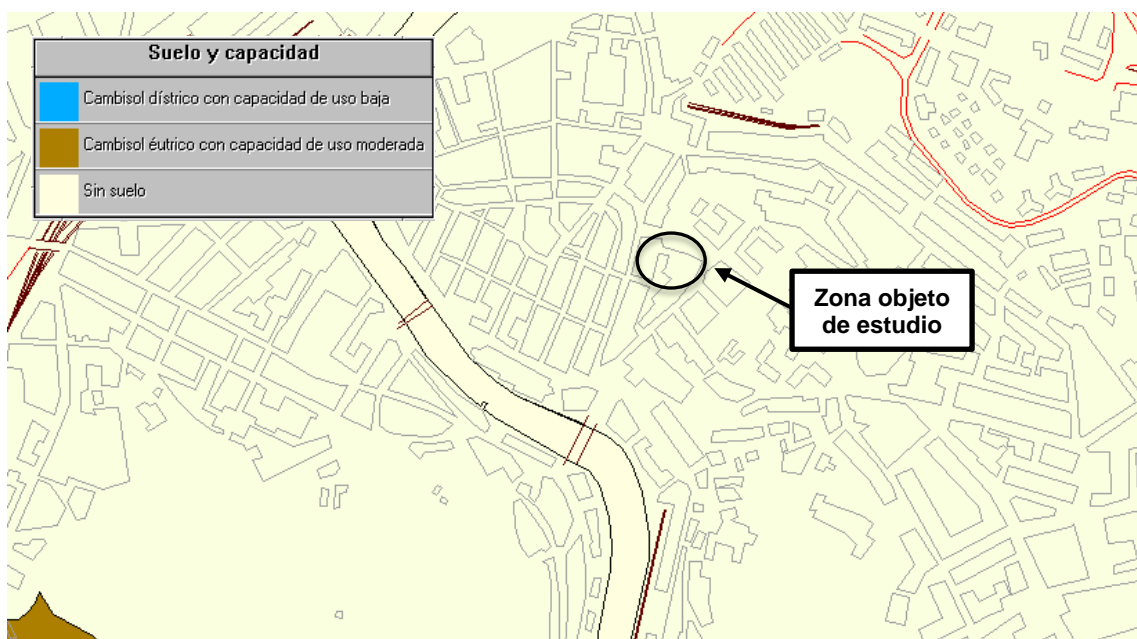 Suelo y capacidad
Cambisol dístrico con capacidad de uso baja
Cambisol éutrico con capacidad de uso moderada
Sin suelo
Zona objeto
de estudio